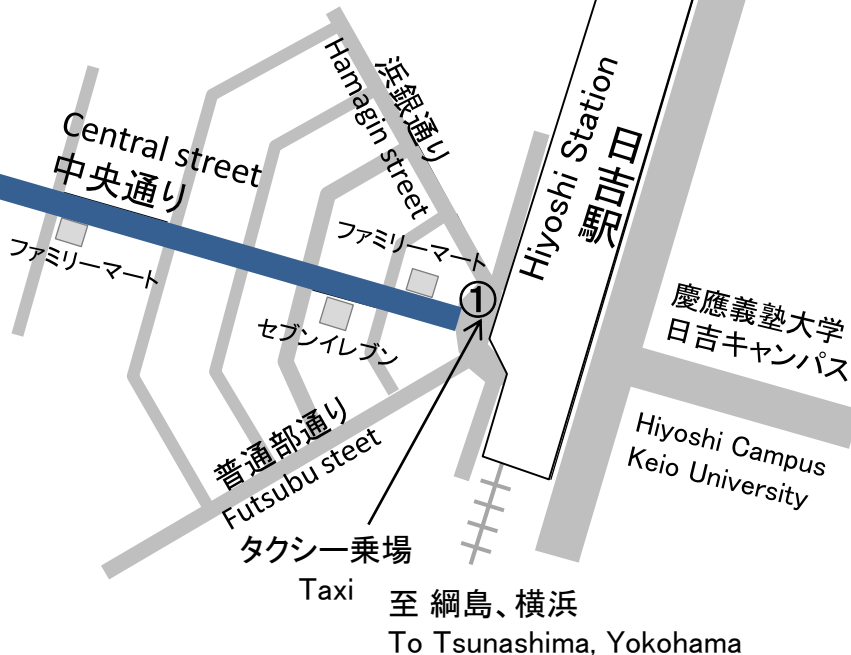 浜銀通り
Hamagin street
Hiyoshi Station
日吉駅
Central street
中央通り
ファミリーマート
ファミリーマート
①
セブンイレブン
慶應義塾大学
日吉キャンパス
Hiyoshi Campus
Keio University
普通部通り
Futsubu steet
タクシー乗場
Taxi
至 綱島、横浜
To Tsunashima, Yokohama